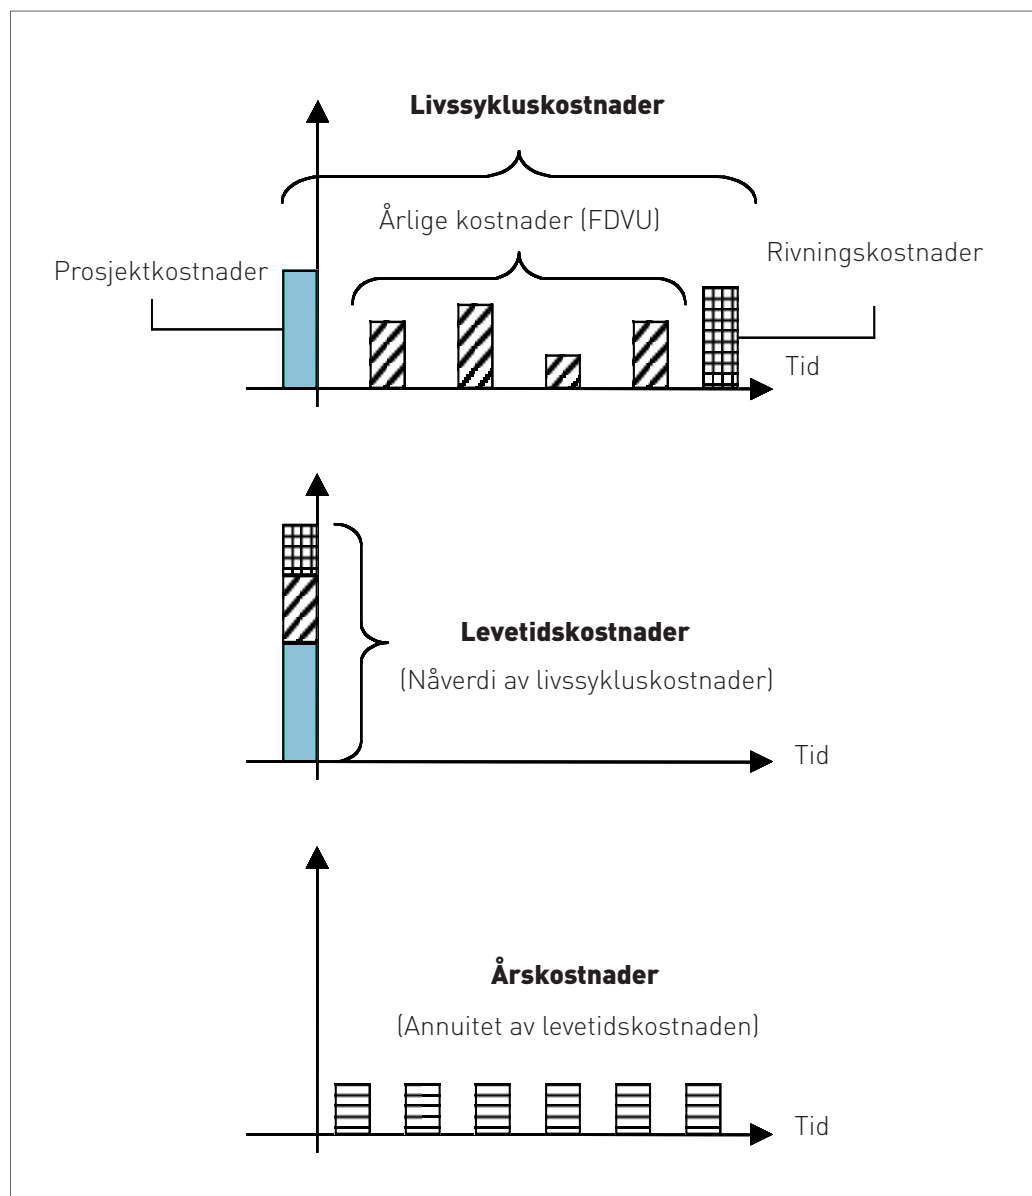 Livssykluskostnader
Årlige kostnader (FDVU)
Prosjektkostnader
Rivningskostnader
Tid
Levetidskostnader
(Nåverdi av livssykluskostnader)
Tid
Årskostnader
(Annuitet av levetidskostnaden)
Tid